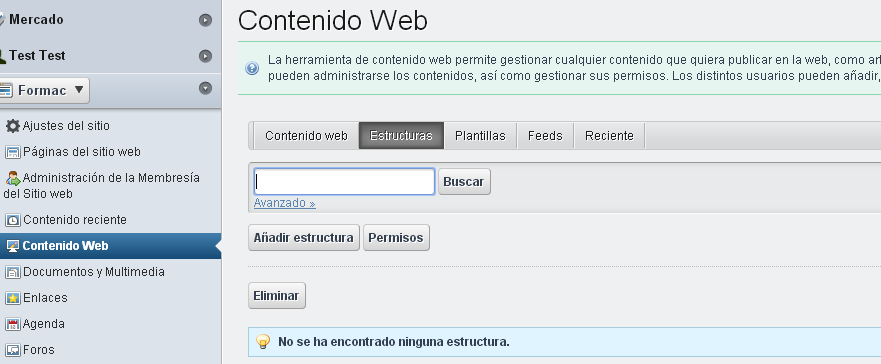 Mercado
Test Test
Formac
Ajustes del sitio
Páginas del sitio web
Administración de la Membresía
del Sitio web
Contenido reciente
Contenido Web
Documentos y Multimedia
Enlaces
Agenda
Foros
Contenido Web
La herramienta de contenido web permite gestionar cualquier contenido que quiera publicar en la web, como
pueden administrarse los contenidos, así como gestionar sus permisos. Los distintos usuarios pueden añadir,
Contenido web Estructuras Plantillas Feeds Reciente
Buscar
Avanzado »
Añadir estructura Permisos
Eliminar
No se ha encontrado ninguna estructura.